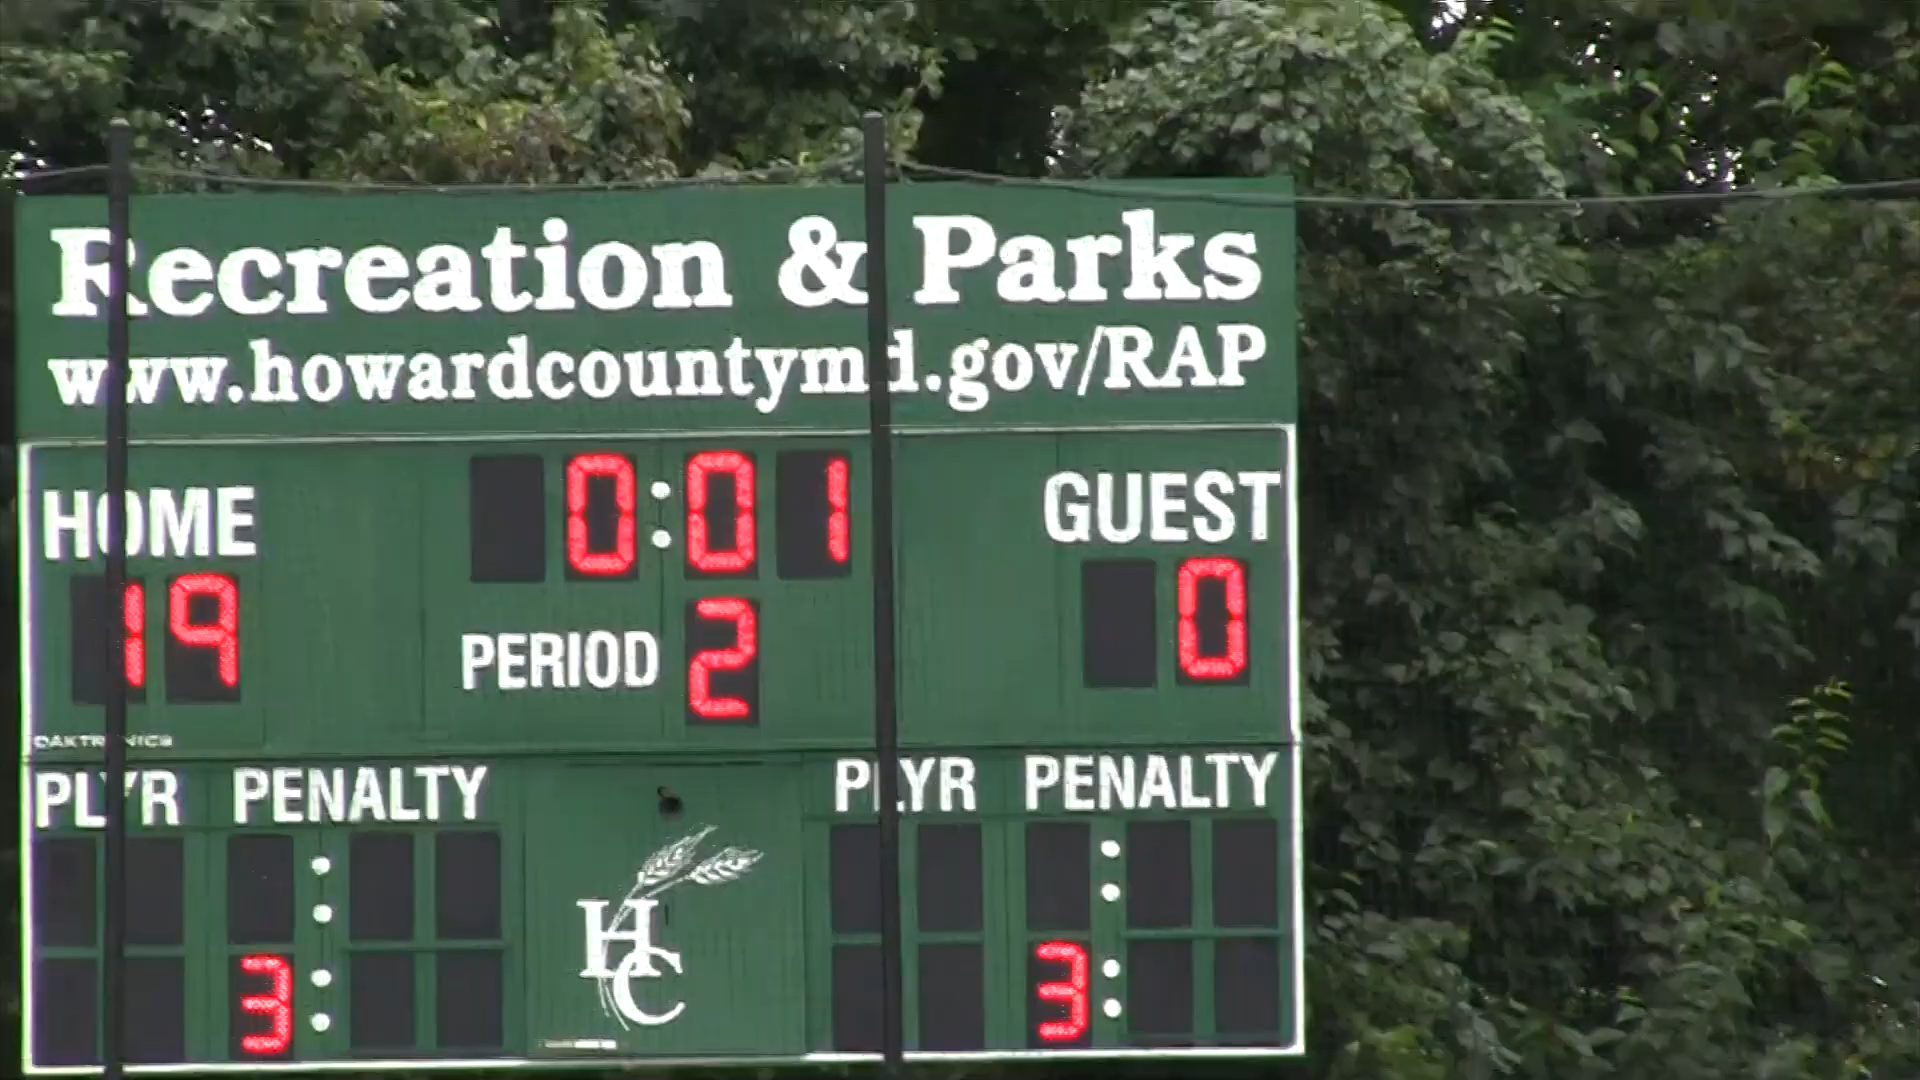 Recreation & Parks
www.howardcountymd.gov/RAP
HOME 0:01 GUEST
19 PERIOD 2 0
DAKTRONICS
PLYR PENALTY PLYR PENALTY
: :
HC
3: 3: